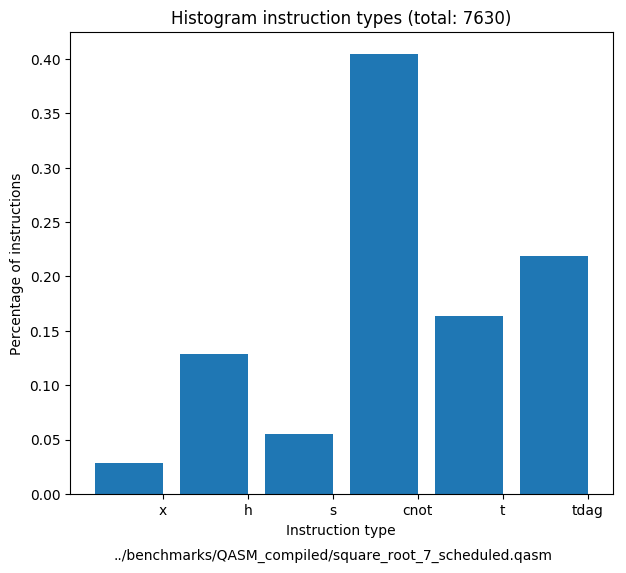 Histogram instruction types (total: 7630)
Percentage of instructions
0.40
0.35
0.30
0.25
0.20
0.15
0.10
0.05
0.00
x h s cnot t tdag
Instruction type
../benchmarks/QASM_compiled/square_root_7_scheduled.qasm